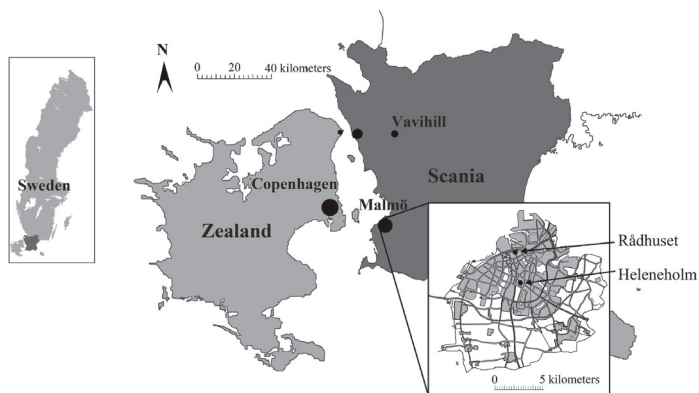 N
0 20 40 kilometers
Vavihill
Sweden
Copenhagen
Malmö
Scania
Zealand
Rådhuset
Heleneholm
0 5 kilometers